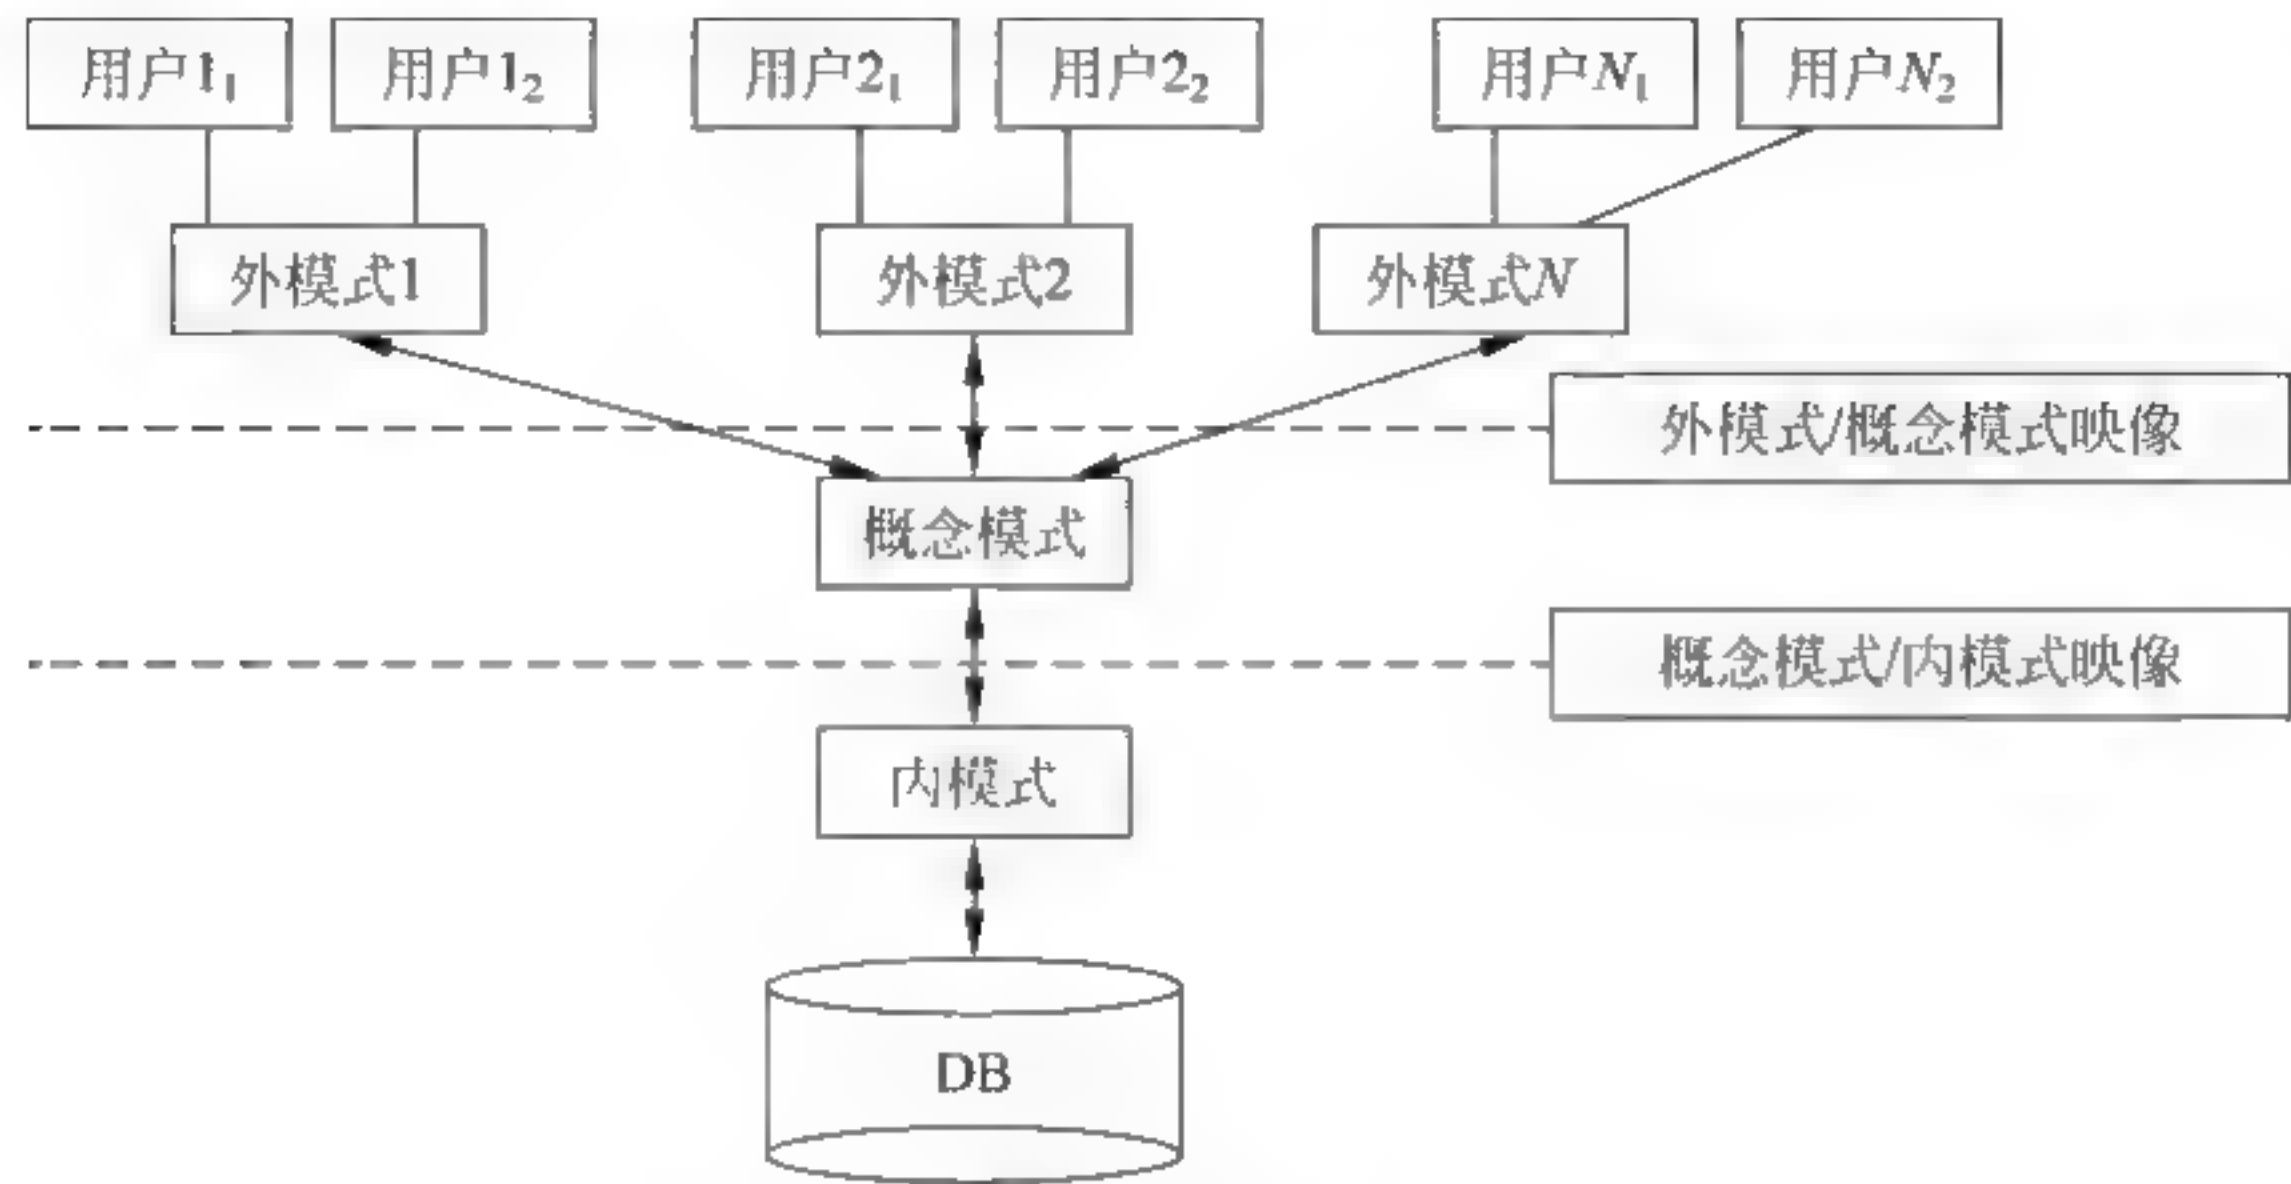 用户1₁ 用户1₂ 用户2₁ 用户2₂ 用户N₁ 用户N₂
外模式1 外模式2 外模式N
外模式/概念模式映像
概念模式
概念模式/内模式映像
内模式
DB